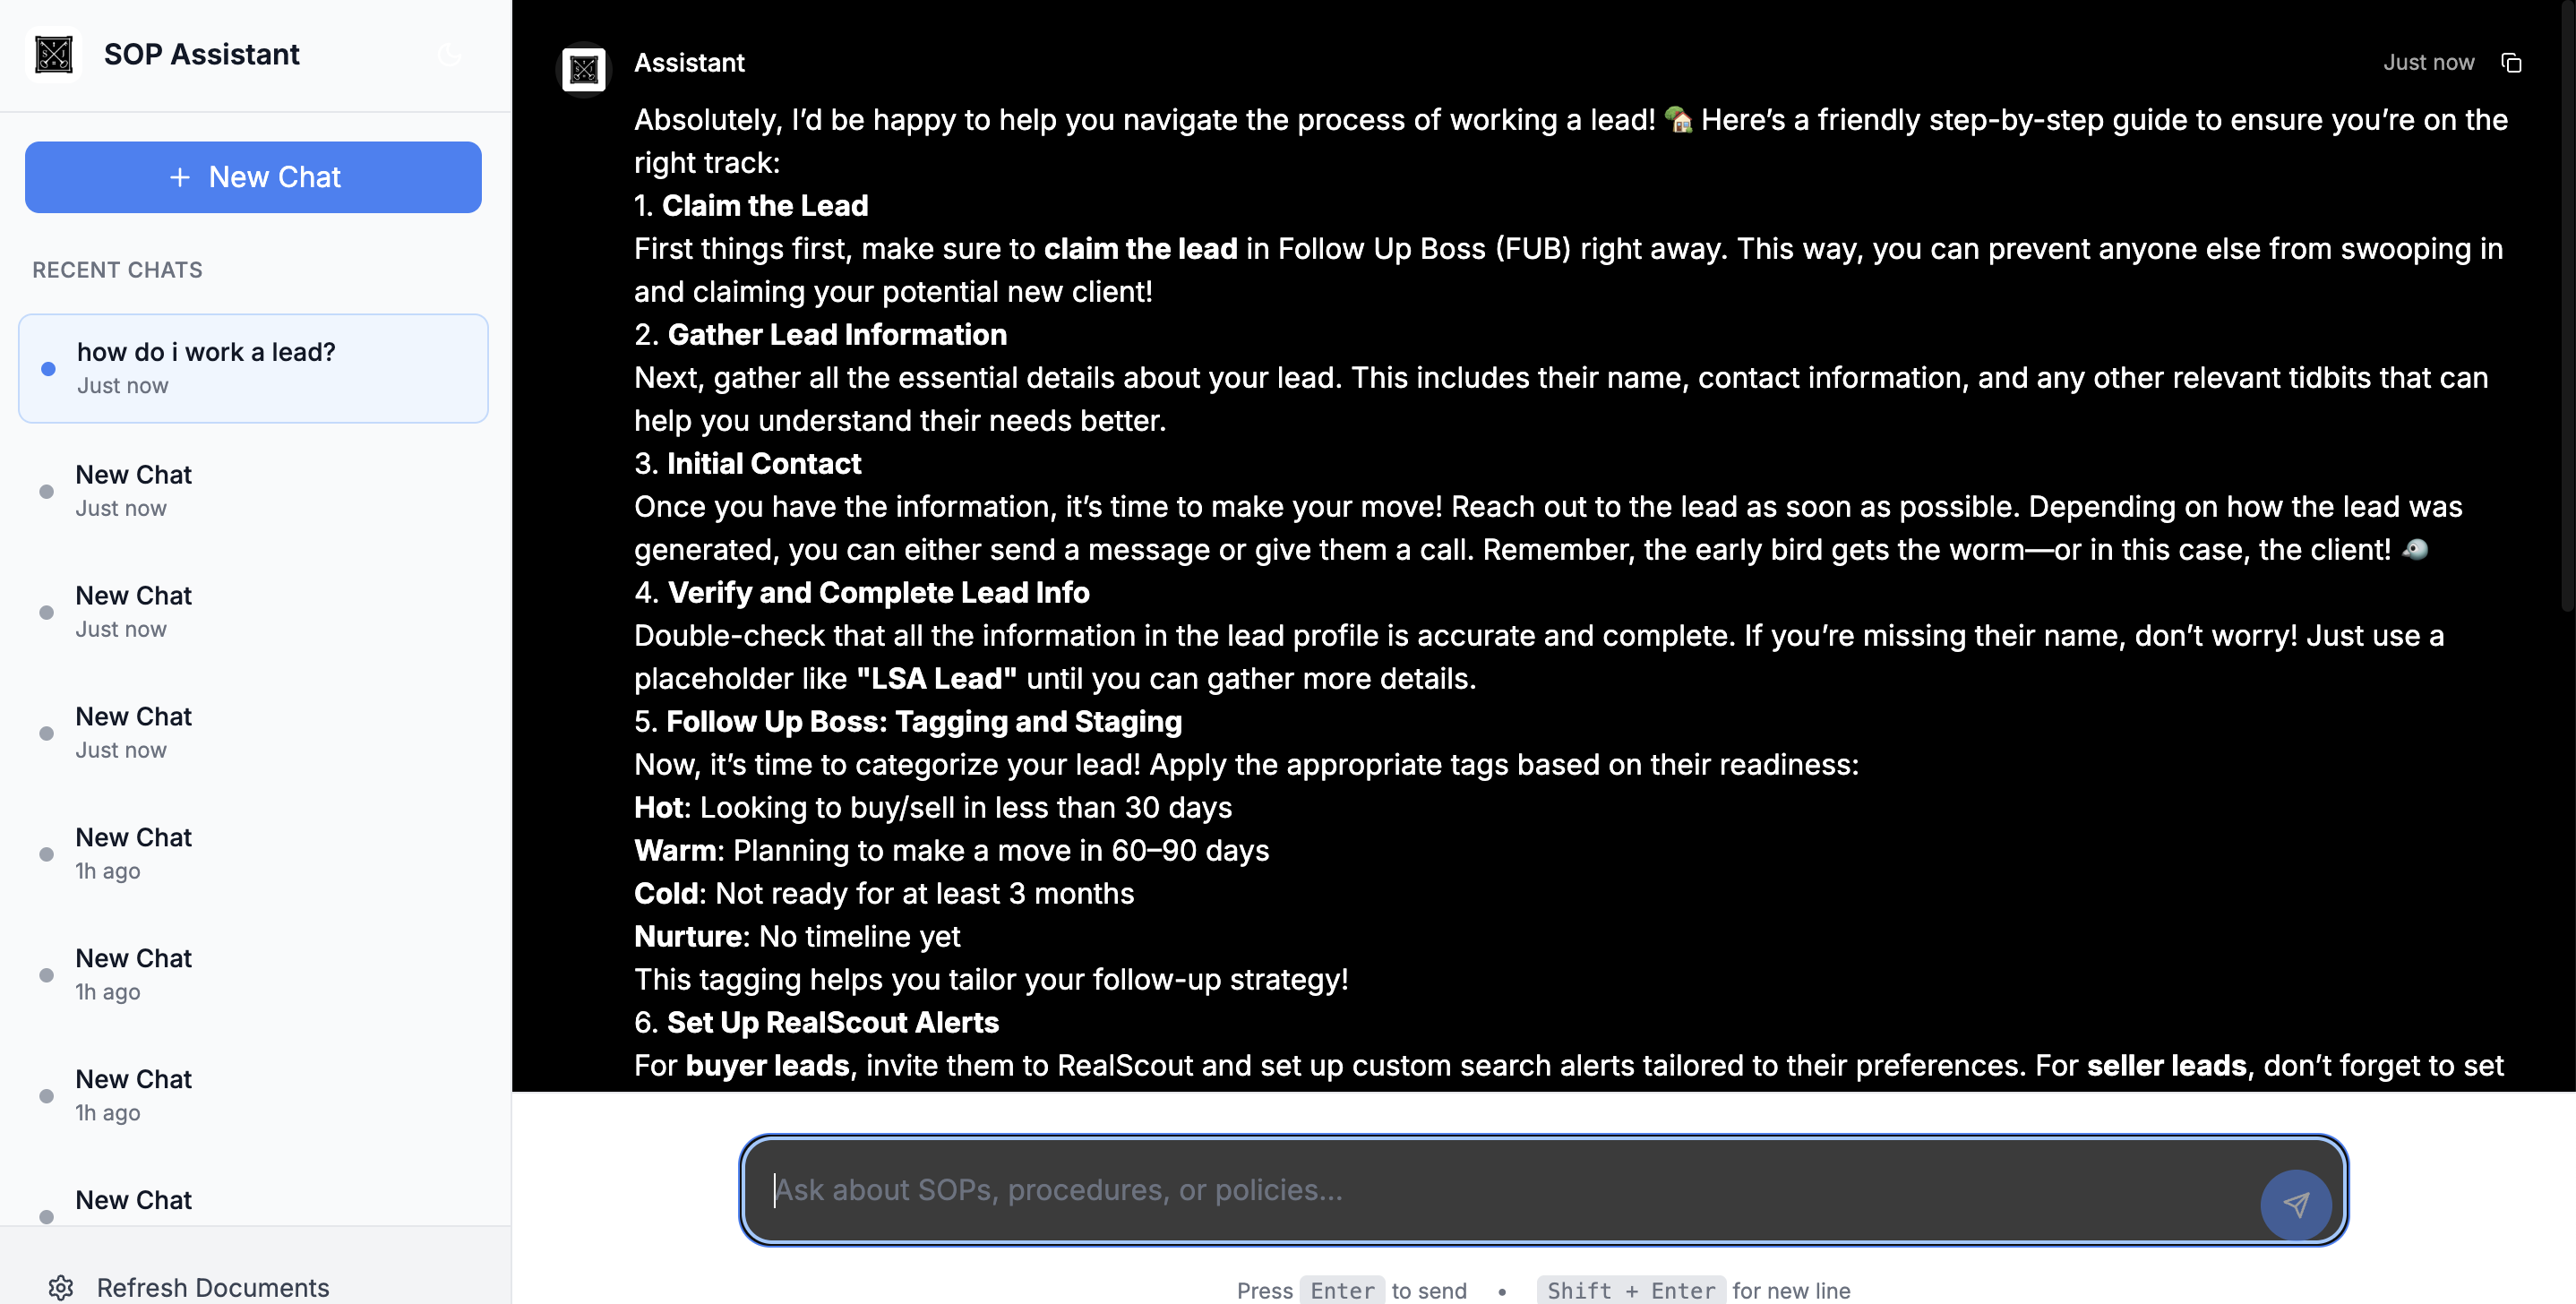 SOP Assistant
+ New Chat
RECENT CHATS
how do i work a lead?
Just now
New Chat
Just now
New Chat
Just now
New Chat
Just now
New Chat
1h ago
New Chat
1h ago
New Chat
1h ago
New Chat
Refresh Documents
Assistant
Just now
Absolutely, I’d be happy to help you navigate the process of working a lead! 🏡 Here’s a friendly step-by-step guide to ensure you’re on the
right track:
1. Claim the Lead
First things first, make sure to claim the lead in Follow Up Boss (FUB) right away. This way, you can prevent anyone else from swooping in
and claiming your potential new client!
2. Gather Lead Information
Next, gather all the essential details about your lead. This includes their name, contact information, and any other relevant tidbits that can
help you understand their needs better.
3. Initial Contact
Once you have the information, it’s time to make your move! Reach out to the lead as soon as possible. Depending on how the lead was
generated, you can either send a message or give them a call. Remember, the early bird gets the worm—or in this case, the client! 🐦
4. Verify and Complete Lead Info
Double-check that all the information in the lead profile is accurate and complete. If you’re missing their name, don’t worry! Just use a
placeholder like "LSA Lead" until you can gather more details.
5. Follow Up Boss: Tagging and Staging
Now, it’s time to categorize your lead! Apply the appropriate tags based on their readiness:
Hot: Looking to buy/sell in less than 30 days
Warm: Planning to make a move in 60–90 days
Cold: Not ready for at least 3 months
Nurture: No timeline yet
This tagging helps you tailor your follow-up strategy!
6. Set Up RealScout Alerts
For buyer leads, invite them to RealScout and set up custom search alerts tailored to their preferences. For seller leads, don’t forget to set
Ask about SOPs, procedures, or policies...
Press Enter to send • Shift + Enter for new line